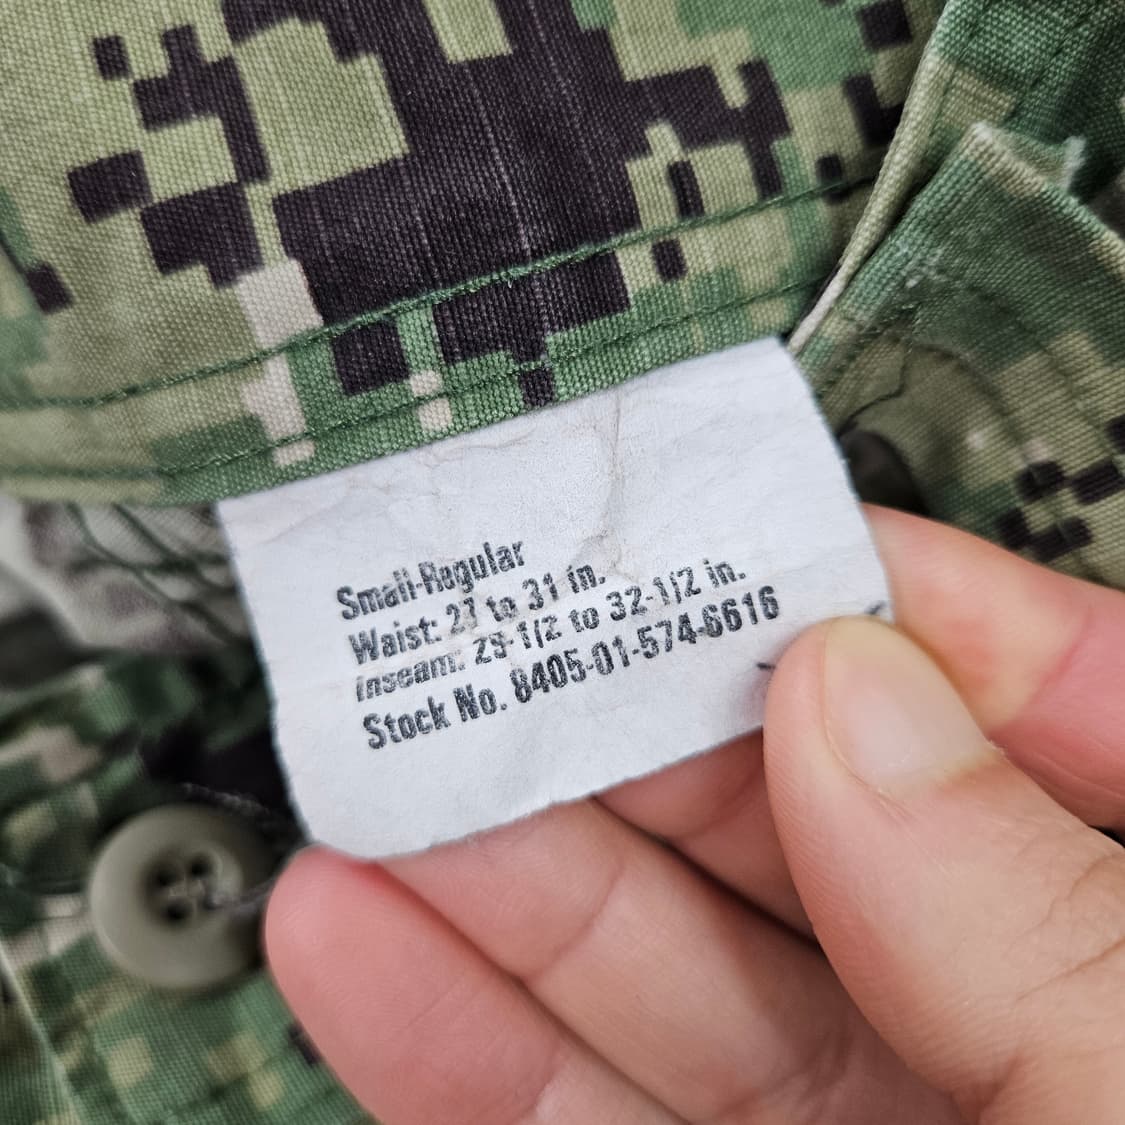 Small-Regular
Waist: 27 to 31 in.
Inseam: 29-1/2 to 32-1/2 in.
Stock No. 8405-01-574-6616